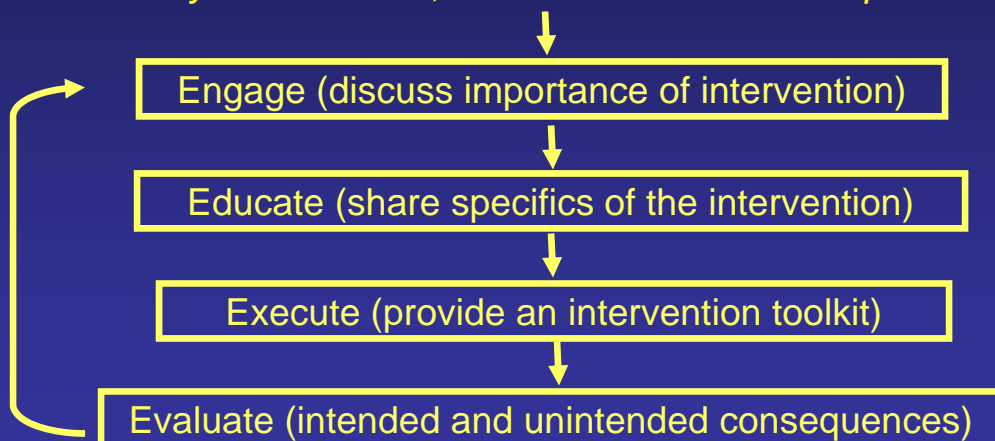 Engage (discuss importance of intervention)
Educate (share specifics of the intervention)
Execute (provide an intervention toolkit)
Evaluate (intended and unintended consequences)